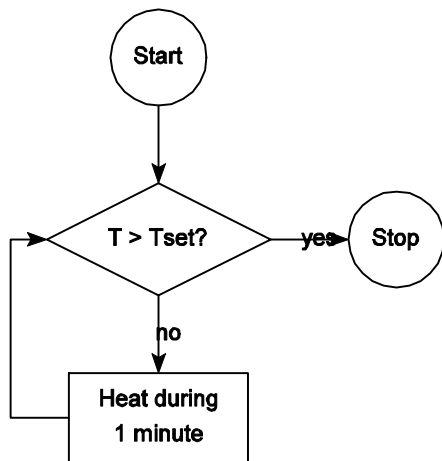 Start
T > Tset?
yes
Stop
no
Heat during
1 minute